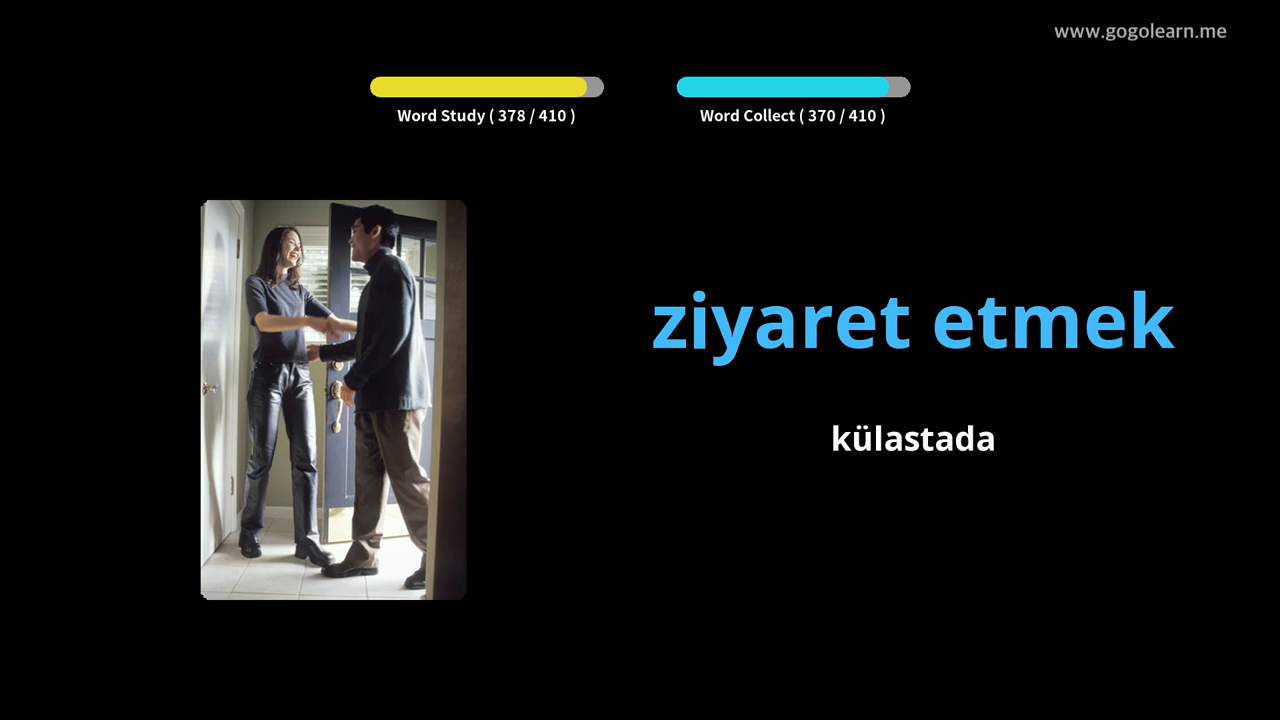 www.gogolearn.me
Word Study ( 378 / 410 )
Word Collect ( 370 / 410 )
ziyaret etmek
külastada